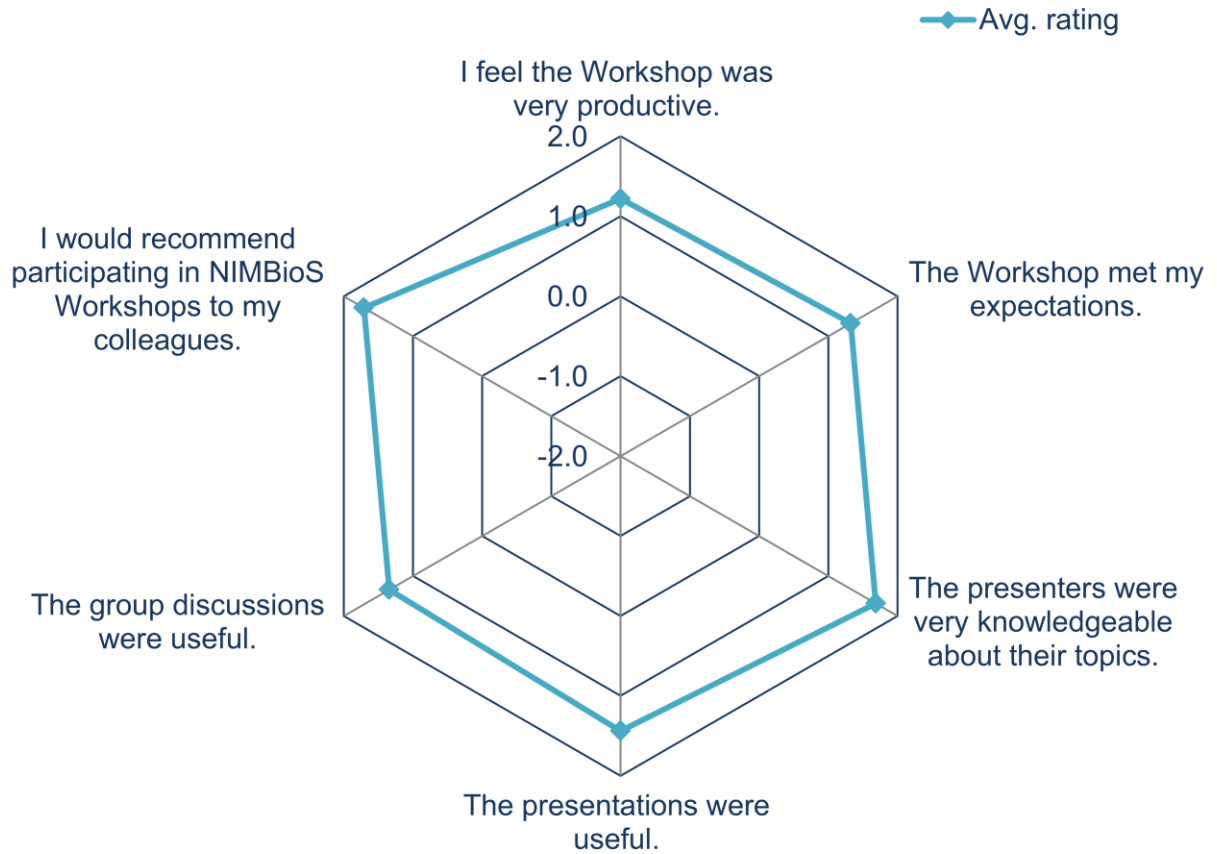 Avg. rating
I feel the Workshop was
very productive.
2.0
1.0
0.0
-1.0
-2.0
The Workshop met my
expectations.
The presenters were
very knowledgeable
about their topics.
The presentations were
useful.
The group discussions
were useful.
I would recommend
participating in NIMBioS
Workshops to my
colleagues.